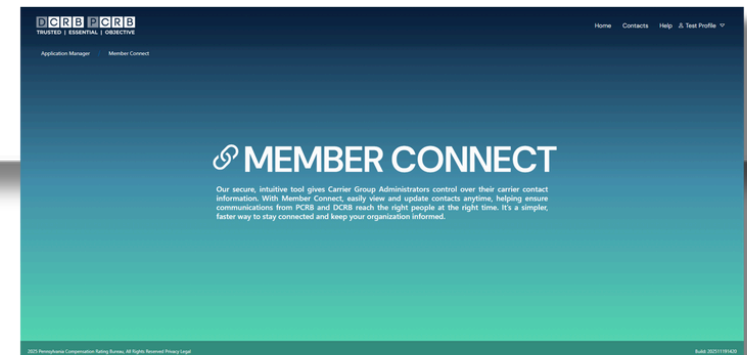 DCRB PCRB
TRUSTED | ESSENTIAL | OBJECTIVE
Home Contacts Help Test Profile
Application Manager Member Connect
MEMBER CONNECT
Our secure, intuitive tool gives Carrier Group Administrators control over their carrier contact
information. With Member Connect, easily view and update contacts anytime, helping ensure
communications from PCRB and DCRB reach the right people at the right time. It's a simpler,
faster way to stay connected and keep your organization informed.
2025 Pennsylvania Compensation Rating Bureau, All Rights Reserved Privacy Legal
Build: 20251119.1420